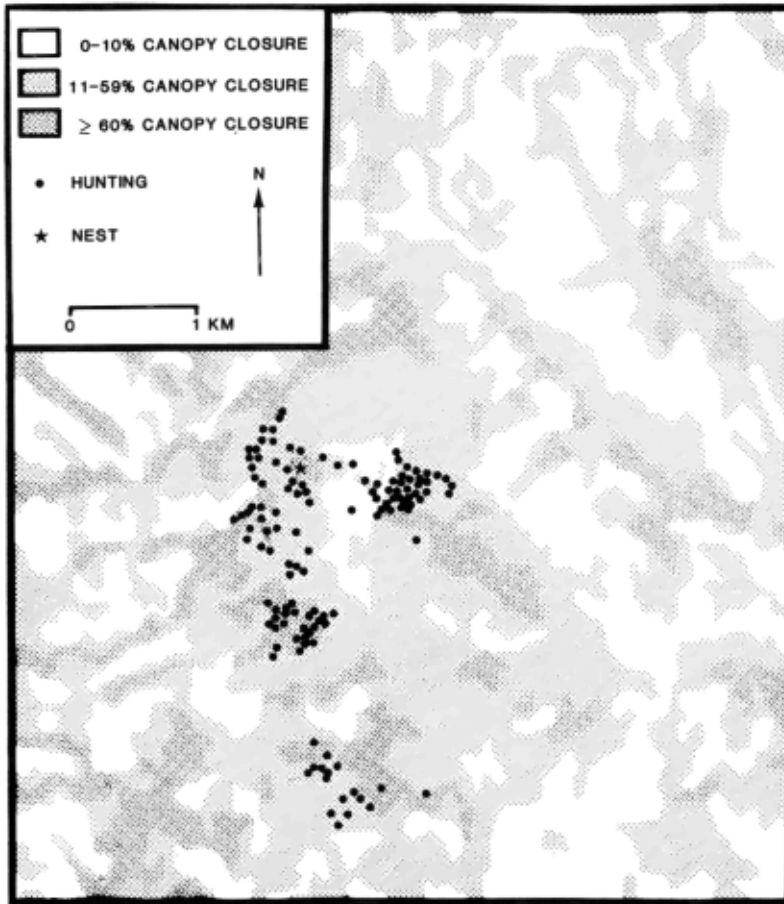 0-10% CANOPY CLOSURE
11-59% CANOPY CLOSURE
≥ 60% CANOPY CLOSURE
HUNTING
N
NEST
0 1 KM